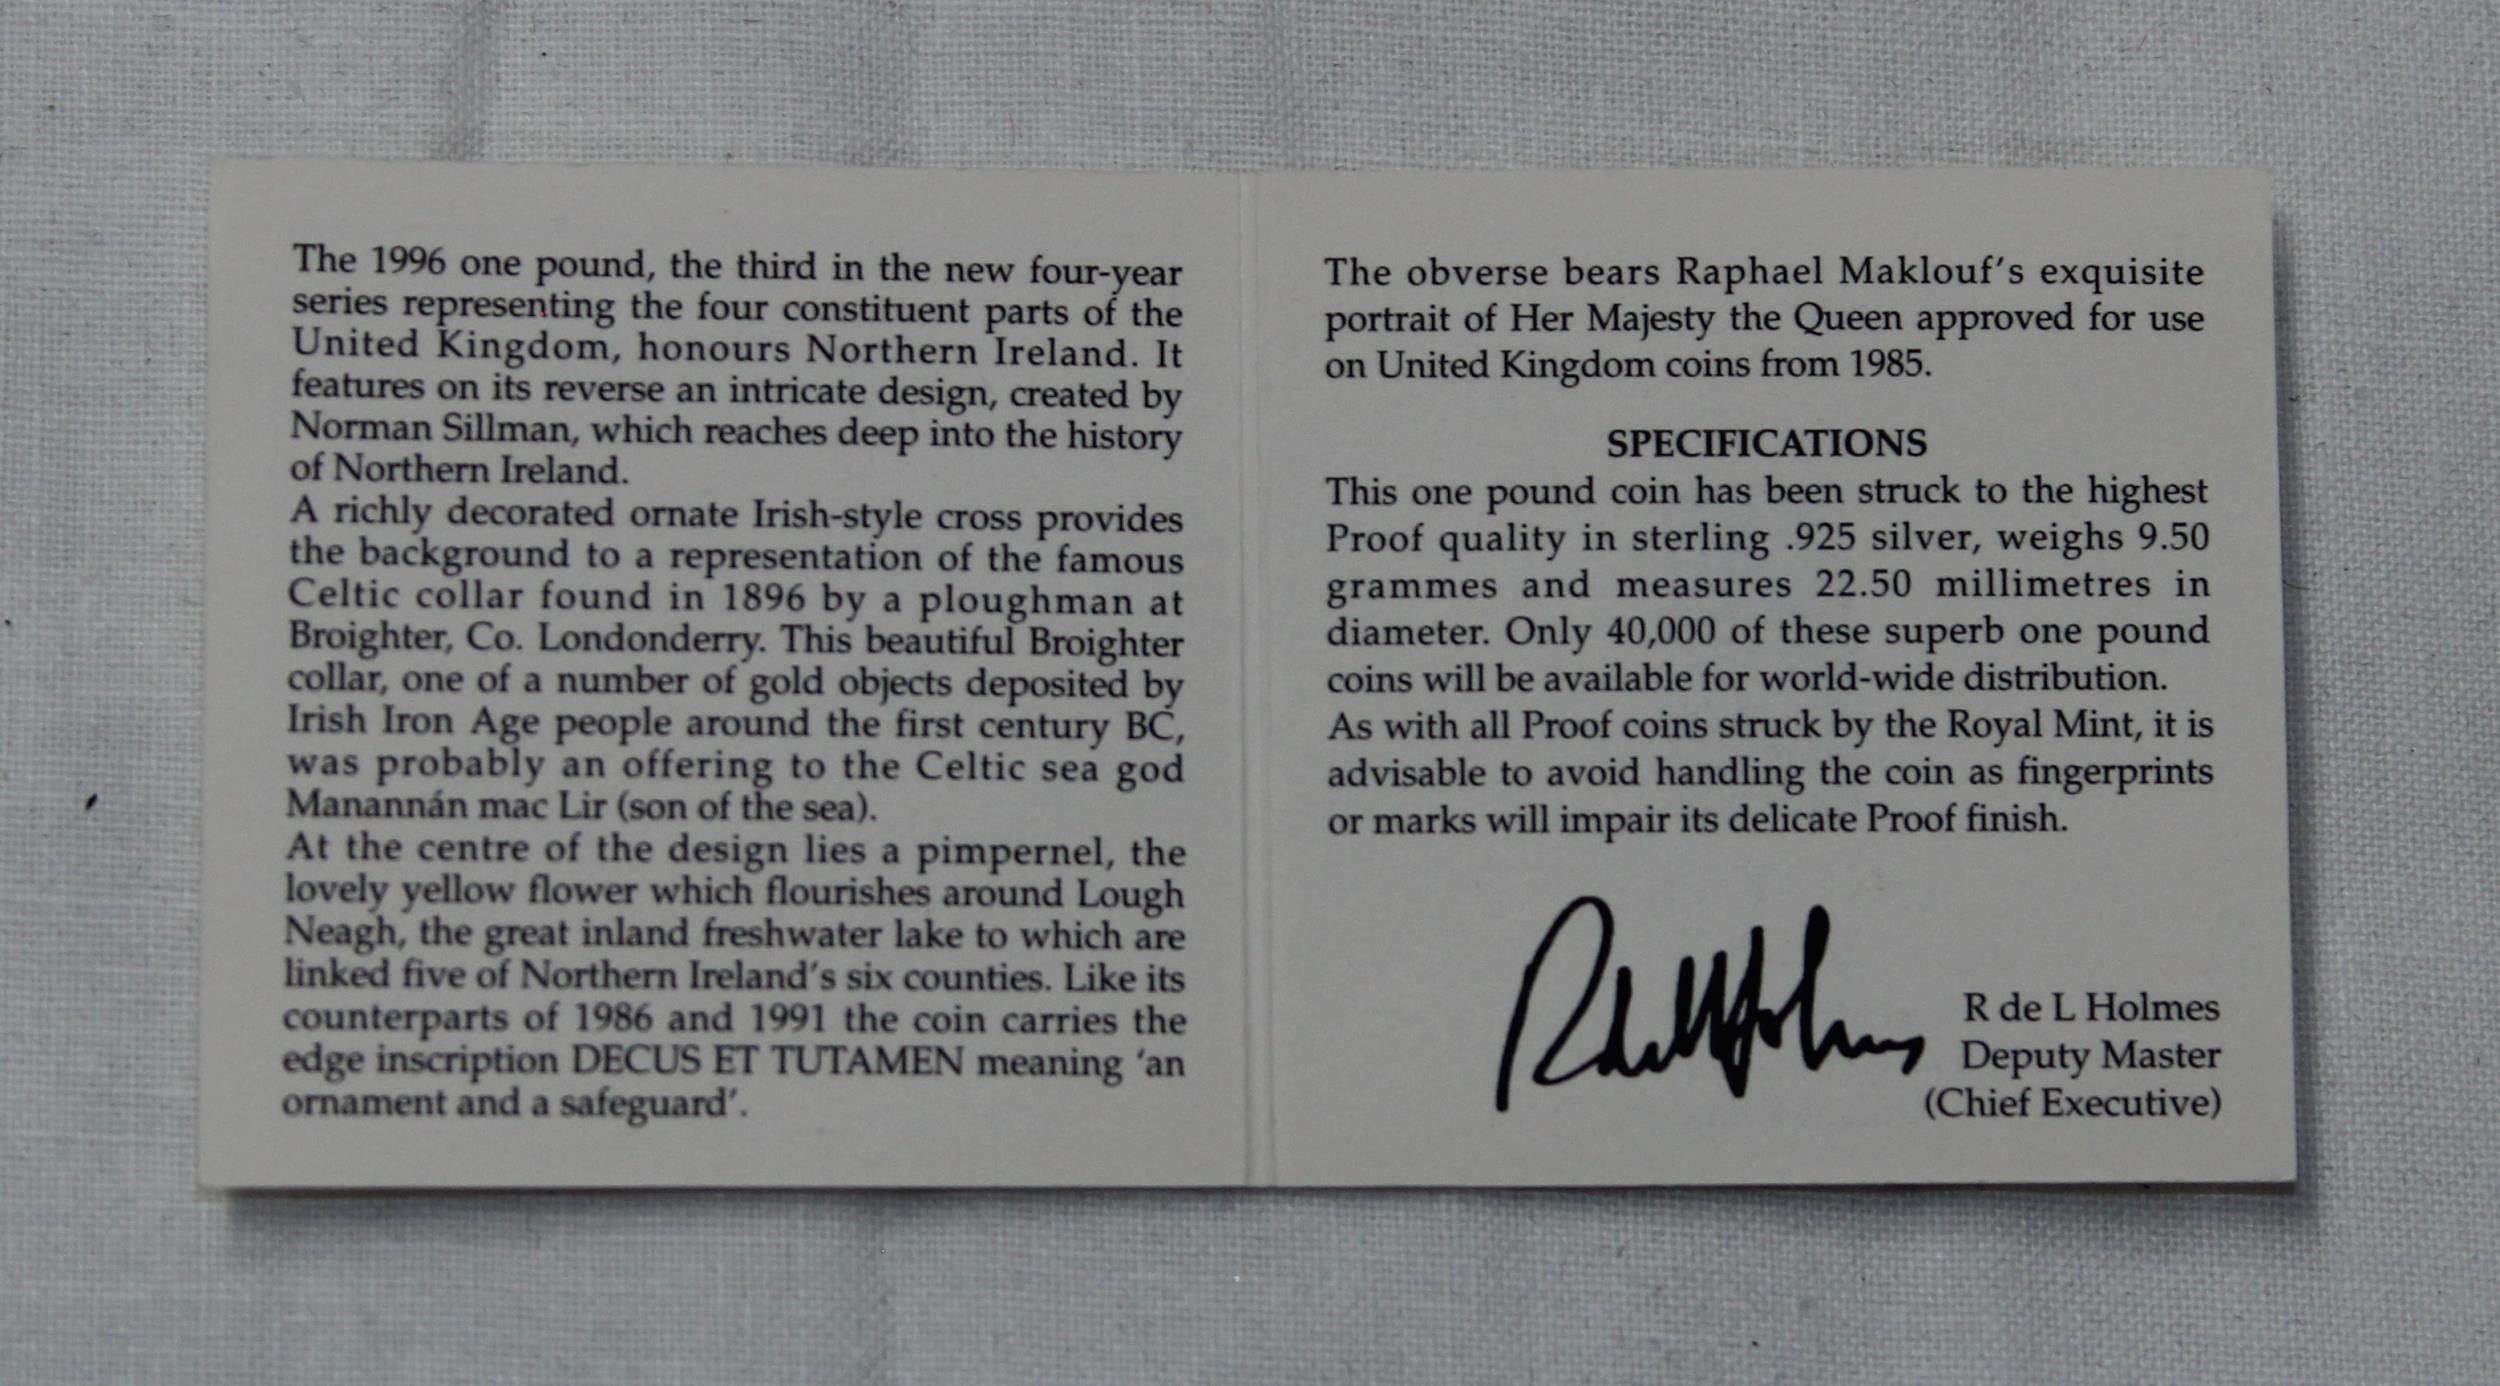 The 1996 one pound, the third in the new four-year
series representing the four constituent parts of the
United Kingdom, honours Northern Ireland. It
features on its reverse an intricate design, created by
Norman Sillman, which reaches deep into the history
of Northern Ireland.
A richly decorated ornate Irish-style cross provides
the background to a representation of the famous
Celtic collar found in 1896 by a ploughman at
Broighter, Co. Londonderry. This beautiful Broighter
collar, one of a number of gold objects deposited by
Irish Iron Age people around the first century BC,
was probably an offering to the Celtic sea god
Manannán mac Lir (son of the sea).
At the centre of the design lies a pimpernel, the
lovely yellow flower which flourishes around Lough
Neagh, the great inland freshwater lake to which are
linked five of Northern Ireland's six counties. Like its
counterparts of 1986 and 1991 the coin carries the
edge inscription DECUS ET TUTAMEN meaning 'an
ornament and a safeguard'.
The obverse bears Raphael Maklouf's exquisite
portrait of Her Majesty the Queen approved for use
on United Kingdom coins from 1985.
SPECIFICATIONS
This one pound coin has been struck to the highest
Proof quality in sterling .925 silver, weighs 9.50
grammes and measures 22.50 millimetres in
diameter. Only 40,000 of these superb one pound
coins will be available for world-wide distribution.
As with all Proof coins struck by the Royal Mint, it is
advisable to avoid handling the coin as fingerprints
or marks will impair its delicate Proof finish.
R de L Holmes
R de L Holmes
Deputy Master
(Chief Executive)